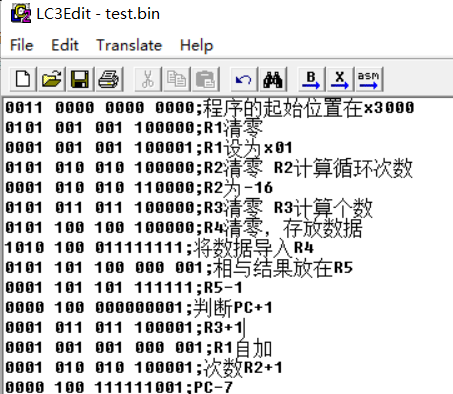 LC3Edit - test.bin
File Edit Translate Help
B X asm
0011 0000 0000 0000;程序的起始位置在x3000
0101 001 001 100000;R1清零
0001 001 001 100001;R1设为x01
0101 010 010 100000;R2清零 R2计算循环次数
0001 010 010 110000;R2为-16
0101 011 011 100000;R3清零 R3计算个数
0101 100 100 100000;R4清零，存放数据
1010 100 011111111;将数据导入R4
0101 101 100 000 001;相与结果放在R5
0001 101 101 111111;R5-1
0000 100 000000001;判断PC+1
0001 011 011 100001;R3+1
0001 001 001 000 001;R1自加
0001 010 010 100001;次数R2+1
0000 100 111111001;PC-7